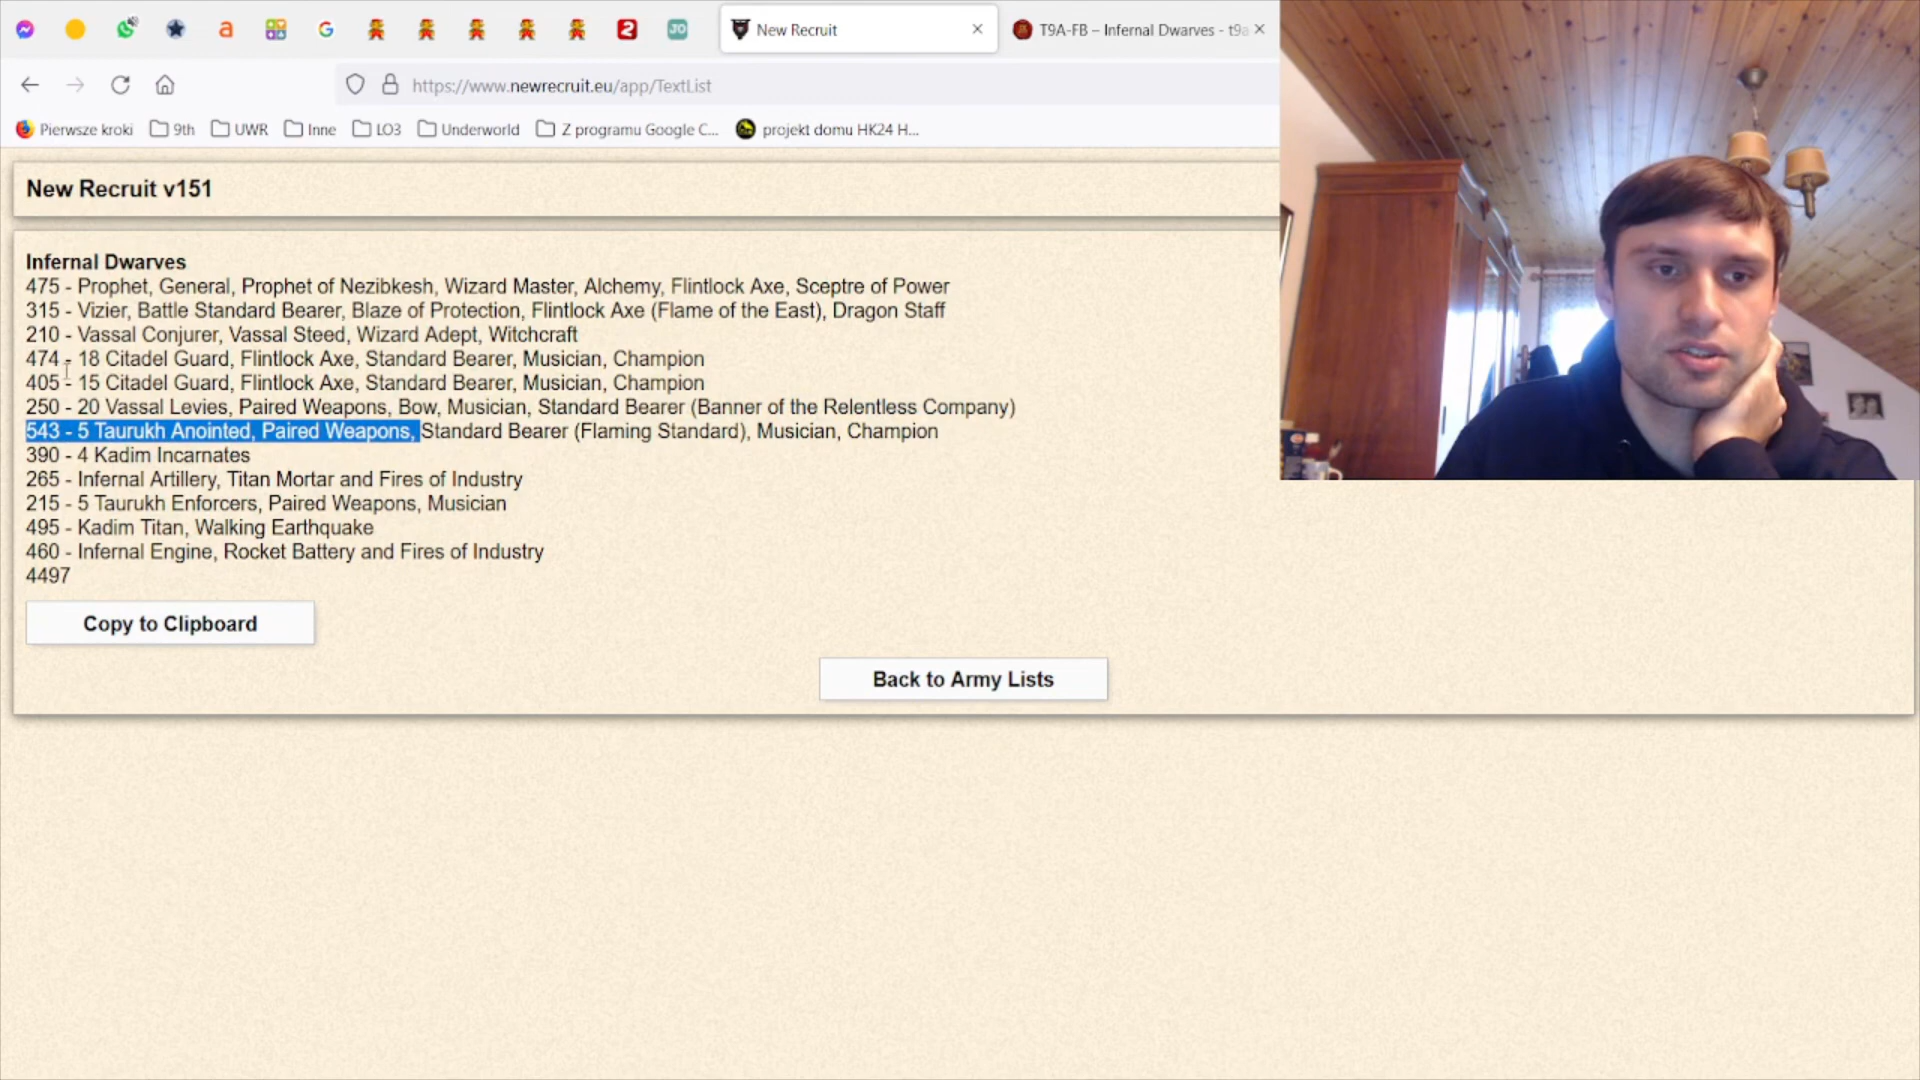 a
G
2
JO
New Recruit
T9A-FB – Infernal Dwarves - t9a
https://www.newrecruit.eu/app/TextList
Pierwsze kroki
9th
UWR
Inne
LO3
Underworld
Z programu Google C...
projekt domu HK24 H...
New Recruit v151
Infernal Dwarves
475 - Prophet, General, Prophet of Nezibkesh, Wizard Master, Alchemy, Flintlock Axe, Sceptre of Power
315 - Vizier, Battle Standard Bearer, Blaze of Protection, Flintlock Axe (Flame of the East), Dragon Staff
210 - Vassal Conjurer, Vassal Steed, Wizard Adept, Witchcraft
474 - 18 Citadel Guard, Flintlock Axe, Standard Bearer, Musician, Champion
405 - 15 Citadel Guard, Flintlock Axe, Standard Bearer, Musician, Champion
250 - 20 Vassal Levies, Paired Weapons, Bow, Musician, Standard Bearer (Banner of the Relentless Company)
543 - 5 Taurukh Anointed, Paired Weapons, Standard Bearer (Flaming Standard), Musician, Champion
390 - 4 Kadim Incarnates
265 - Infernal Artillery, Titan Mortar and Fires of Industry
215 - 5 Taurukh Enforcers, Paired Weapons, Musician
495 - Kadim Titan, Walking Earthquake
460 - Infernal Engine, Rocket Battery and Fires of Industry
4497
Copy to Clipboard
Back to Army Lists